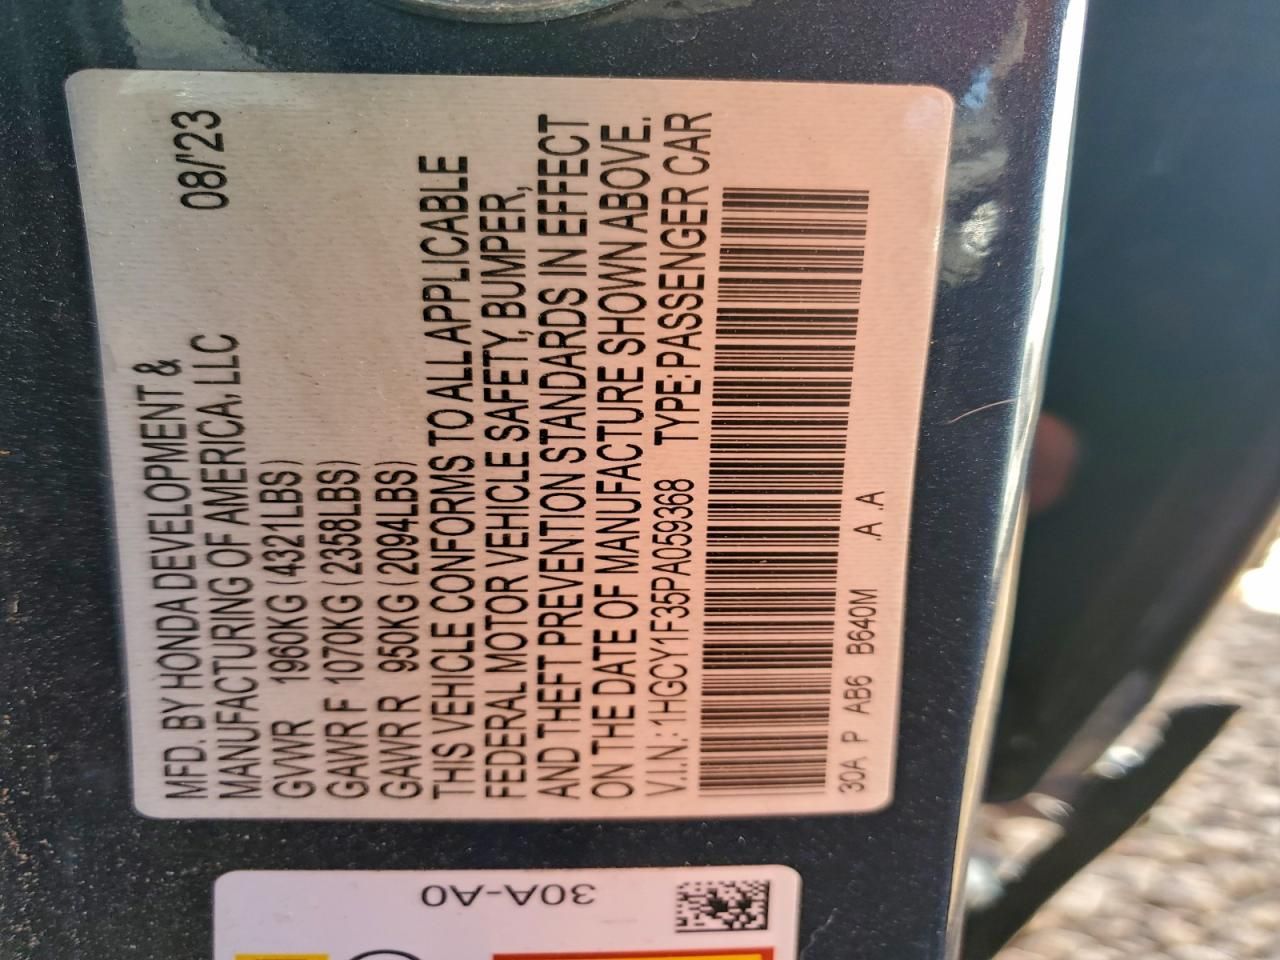 MFD. BY HONDA DEVELOPMENT &
MANUFACTURING OF AMERICA, LLC 08/'23
GVWR 1960KG (4321LBS)
GAWR F 1070KG (2358LBS)
GAWR R 950KG (2094LBS)
THIS VEHICLE CONFORMS TO ALL APPLICABLE
FEDERAL MOTOR VEHICLE SAFETY, BUMPER,
AND THEFT PREVENTION STANDARDS IN EFFECT
ON THE DATE OF MANUFACTURE SHOWN ABOVE.
V.I.N.:1HGCY1F35PA059368 TYPE:PASSENGER CAR
30A P AB6 B640M .A .A
30A-A0